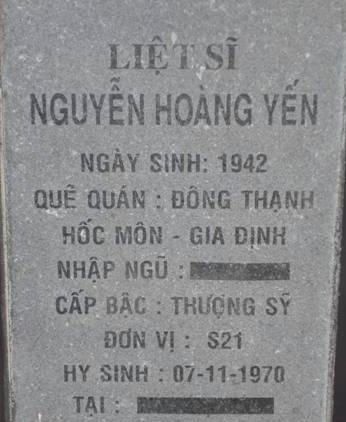 LIỆT SĨ
NGUYỄN HOÀNG YẾN
NGÀY SINH: 1942
QUÊ QUÁN : ĐÔNG THẠNH
HỐC MÔN - GIA ĐỊNH
NHẬP NGŨ :
CẤP BẬC : THƯỢNG SỸ
ĐƠN VỊ : S21
HY SINH : 07-11-1970
TẠI :